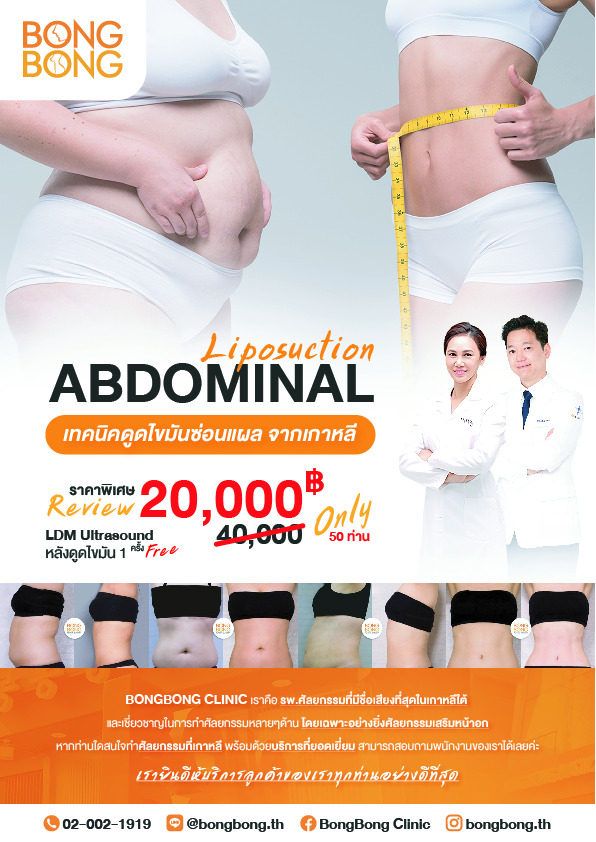 BONG
BONG
Liposuction
ABDOMINAL
เทคนิคดูดไขมันซ่อนแผล จากเกาหลี
ราคาพิเศษ
Review 20,000฿
40,000
Only
50 ท่าน
LDM Ultrasound
หลังดูดไขมัน 1 ครั้ง Free
BONG
BONG
BONG
BONG
BONG
BONG
BONG
BONG
BONGBONG CLINIC เราคือ รพ.ศัลยกรรมที่มีชื่อเสียงที่สุดในเกาหลีใต้
และเชี่ยวชาญในการทำศัลยกรรมหลายๆด้าน โดยเฉพาะอย่างยิ่งศัลยกรรมเสริมหน้าอก
หากท่านใดสนใจทำศัลยกรรมที่เกาหลี พร้อมด้วยบริการที่ยอดเยี่ยม สามารถสอบถามพนักงานของเราได้เลยค่ะ
เรายินดีให้บริการลูกค้าของเราทุกท่านอย่างดีที่สุด
02-002-1919 LINE @bongbong.th BongBong Clinic bongbong.th